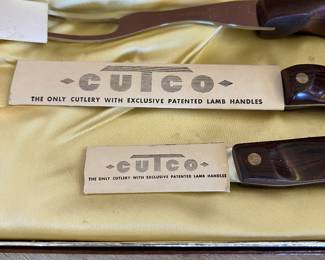 CUTCO
THE ONLY CUTLERY WITH EXCLUSIVE PATENTED LAMB HANDLES
CUTCO
THE ONLY CUTLERY WITH EXCLUSIVE PATENTED LAMB HANDLES